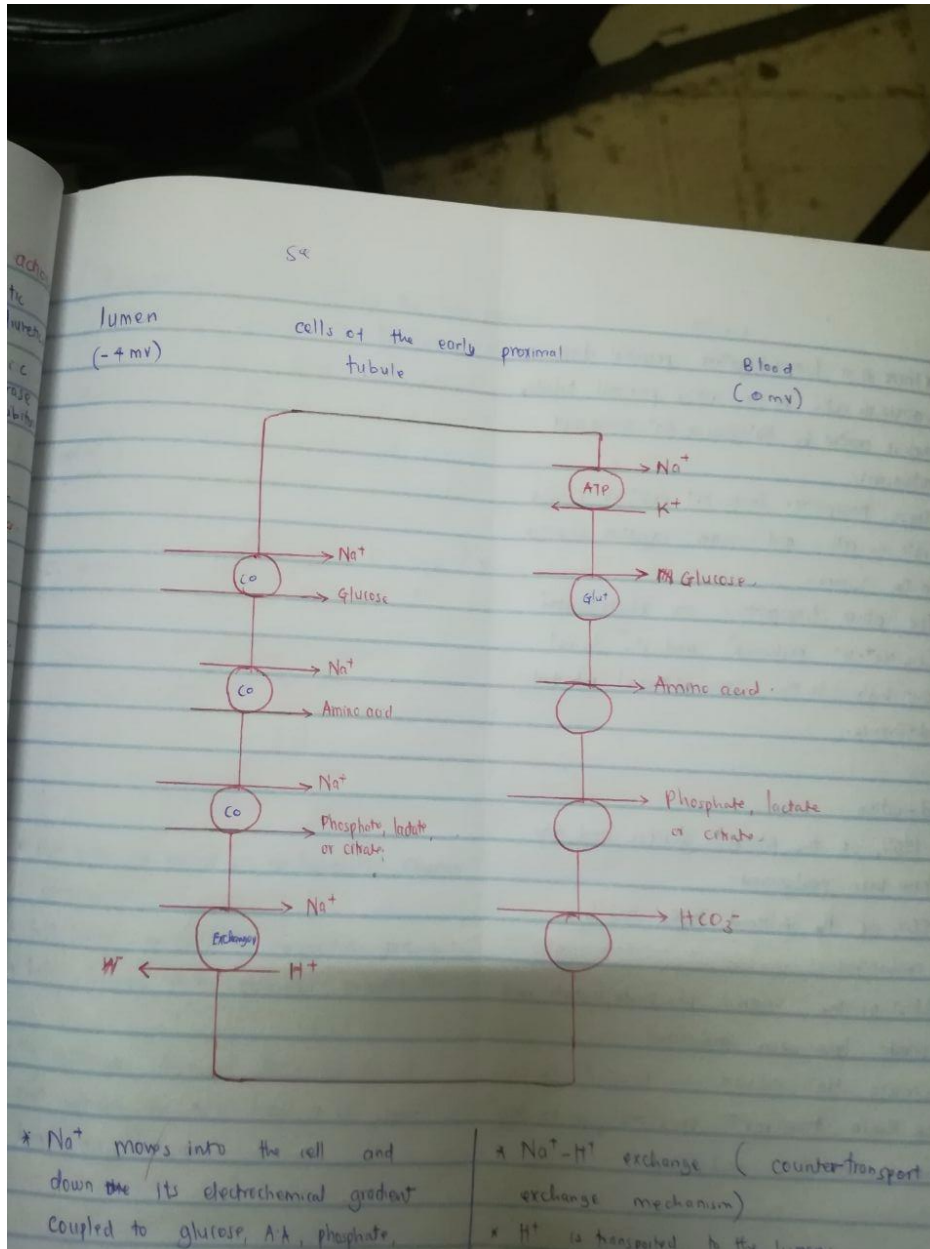 lumen
(-4 mv)
cells of the early proximal
tubule
Blood
(0 mv)
Na⁺
ATP
K⁺
Na⁺
CO
Glucose
Glucose.
Glut
Na⁺
CO
Amino acid
Amino acid.
Na⁺
CO
Phosphate, lactate,
or citrate;
Phosphate, lactate
or citrate.
Na⁺
Exchanger
H⁺
HCO₃⁻
* Na⁺ moves into the cell and
down its electrochemical gradient
coupled to glucose, A.A, phosphate,
* Na⁺-H⁺ exchange ( counter transport
exchange mechanism)
* H⁺ is transported to the